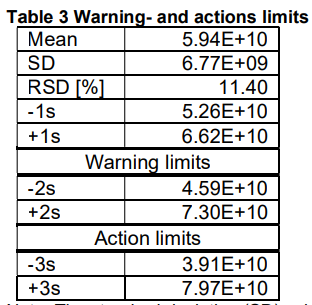 Table 3 Warning- and actions limits
Mean 5.94E+10
SD 6.77E+09
RSD [%] 11.40
-1s 5.26E+10
+1s 6.62E+10
Warning limits
-2s 4.59E+10
+2s 7.30E+10
Action limits
-3s 3.91E+10
+3s 7.97E+10